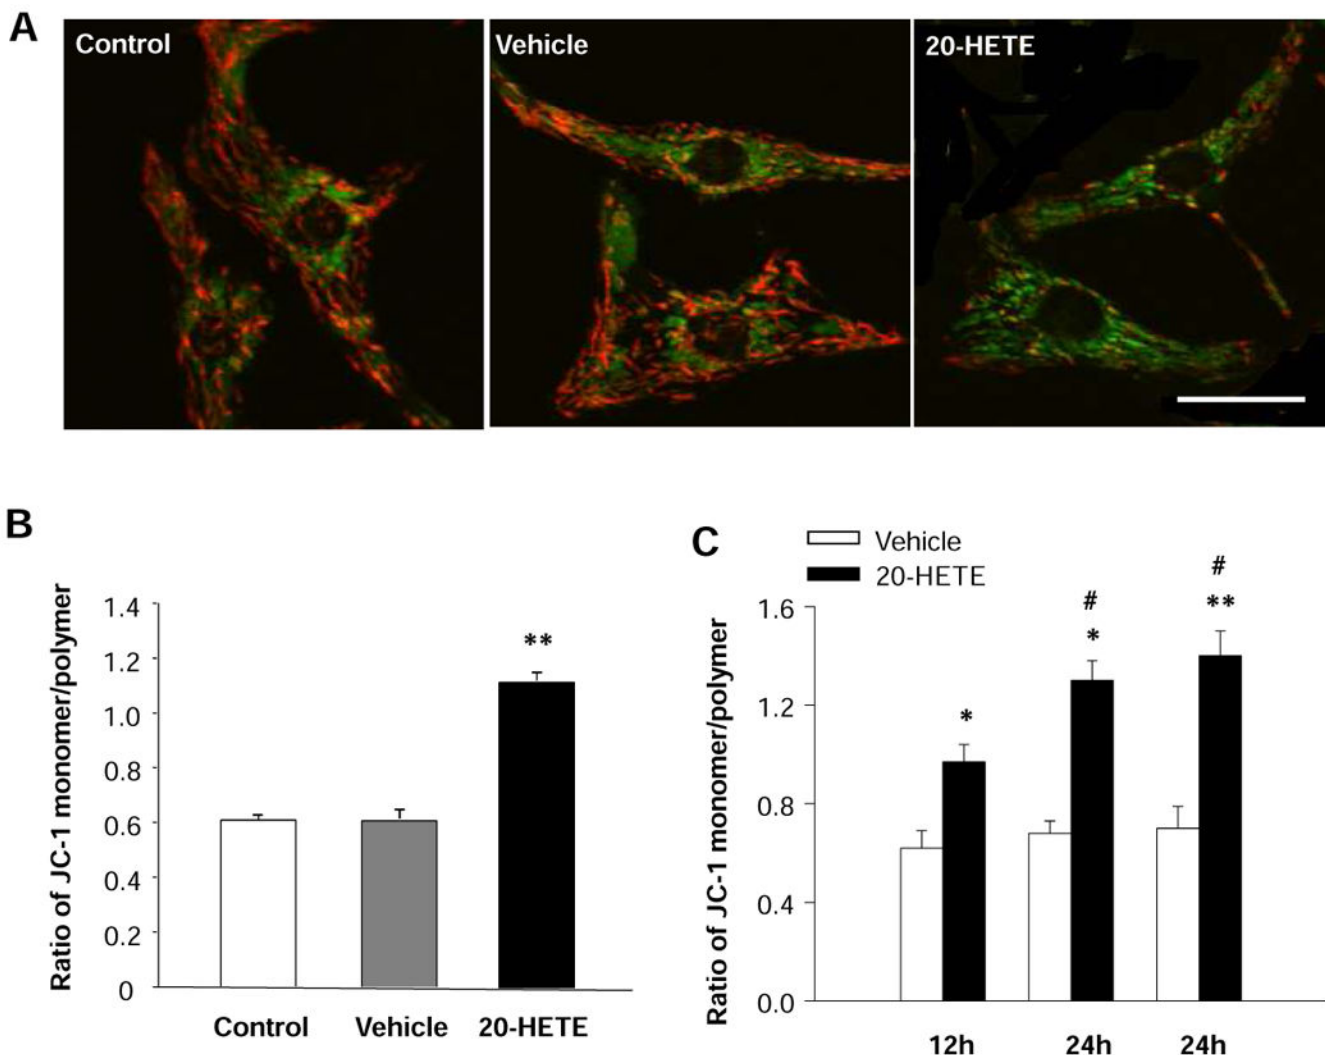 A
Control
Vehicle
20-HETE
B
Ratio of JC-1 monomer/polymer
1.4
1.2
1.0
0.8
0.6
0.4
0.2
0
**
Control Vehicle 20-HETE
C
Vehicle
20-HETE
Ratio of JC-1 monomer/polymer
1.6
1.2
0.8
0.4
0.0
*
#
*
#
**
12h 24h 24h